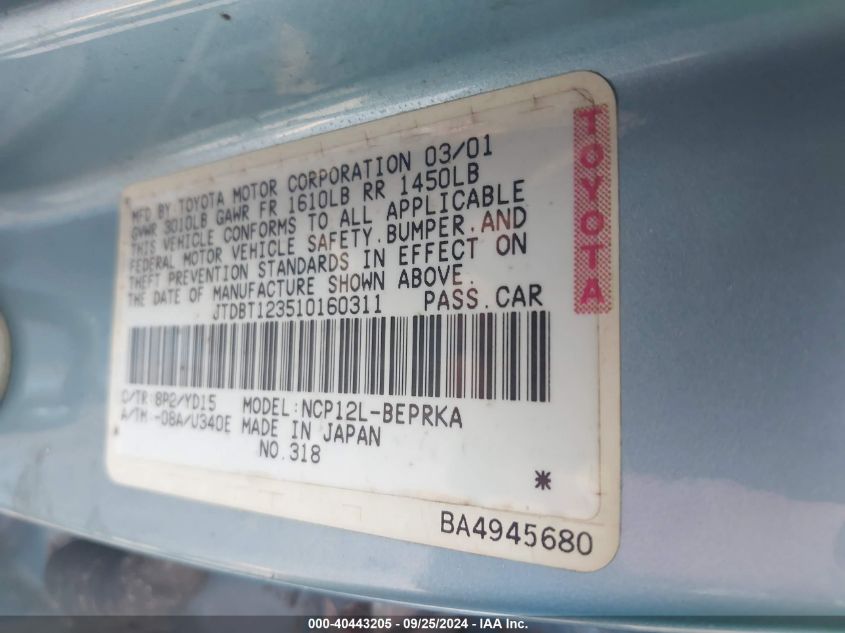 MFD BY:TOYOTA MOTOR CORPORATION 03/01
GVWR 3010LB GAWR FR 1610LB RR 1450LB
THIS VEHICLE CONFORMS TO ALL APPLICABLE
FEDERAL MOTOR VEHICLE SAFETY,BUMPER,AND
THEFT PREVENTION STANDARDS IN EFFECT ON
THE DATE OF MANUFACTURE SHOWN ABOVE.
JTDBT123510160311 PASS.CAR
C/TR:8P2/YD15 MODEL:NCP12L-BEPRKA
A/TM:-08A/U340E MADE IN JAPAN
NO.318
*
BA4945680
TOYOTA
000-40443205 - 09/25/2024 - IAA, Inc.